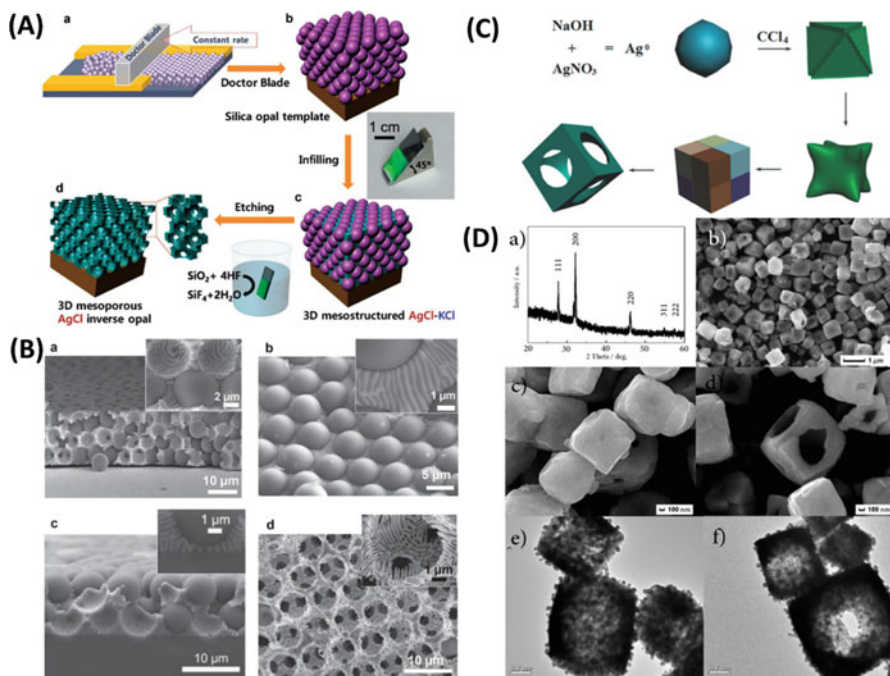 (A)
a
Doctor Blade
Constant rate
Doctor Blade
b
Silica opal template
1 cm
45°
Infilling
c
3D mesostructured AgCl-KCl
Etching
SiO₂+ 4HF
SiF₄+2H₂O
d
3D mesoporous
AgCl inverse opal
(B)
a
2 µm
10 µm
b
1 µm
5 µm
c
1 µm
10 µm
d
1 µm
10 µm
(C)
NaOH
+
AgNO₃
= Ag⁰
CCl₄
(D)
a)
Intensity / a.u.
111
200
220
311
222
20 30 40 50 60
2 Theta / deg.
b)
1 µm
c)
100 nm
d)
100 nm
e)
f)